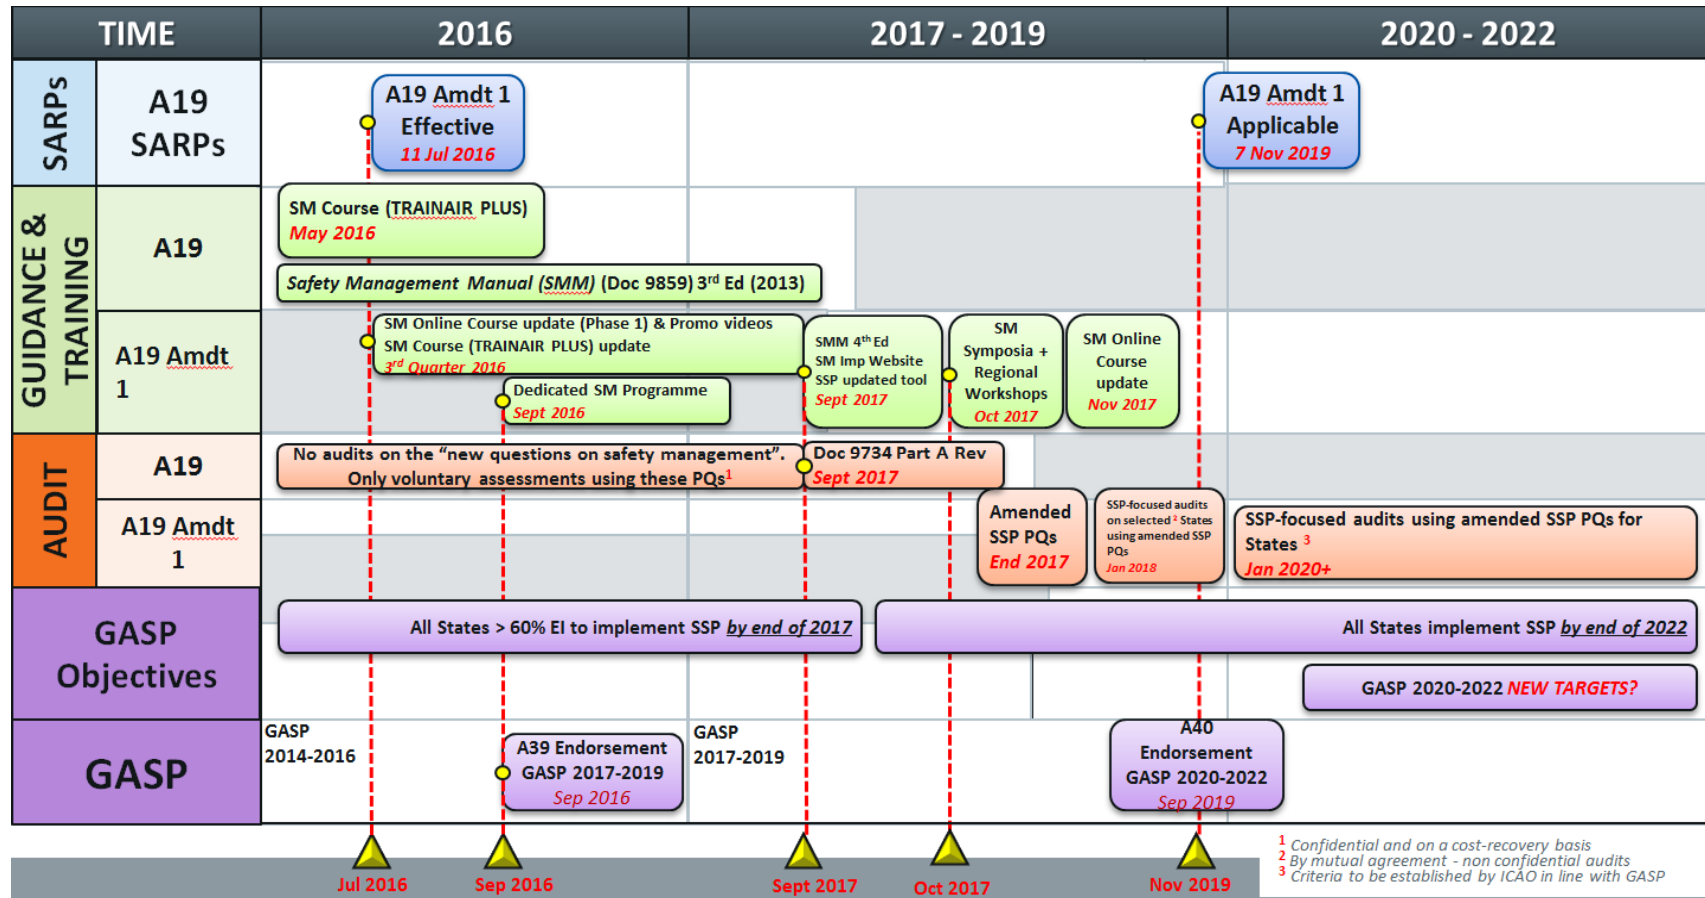 TIME
2016
2017 - 2019
2020 - 2022
SARPs
A19
SARPs
A19 Amdt 1
Effective
11 Jul 2016
A19 Amdt 1
Applicable
7 Nov 2019
GUIDANCE &
TRAINING
A19
SM Course (TRAINAIR PLUS)
May 2016
Safety Management Manual (SMM) (Doc 9859) 3rd Ed (2013)
A19 Amdt
1
SM Online Course update (Phase 1) & Promo videos
SM Course (TRAINAIR PLUS) update
3rd Quarter 2016
Dedicated SM Programme
Sept 2016
SMM 4th Ed
SM Imp Website
SSP updated tool
Sept 2017
SM
Symposia +
Regional
Workshops
Oct 2017
SM Online
Course
update
Nov 2017
AUDIT
A19
No audits on the “new questions on safety management”.
Only voluntary assessments using these PQs1
Doc 9734 Part A Rev
Sept 2017
A19 Amdt
1
Amended
SSP PQs
End 2017
SSP-focused audits
on selected 2 States
using amended SSP
PQs
Jan 2018
SSP-focused audits using amended SSP PQs for
States 3
Jan 2020+
GASP
Objectives
All States > 60% EI to implement SSP by end of 2017
All States implement SSP by end of 2022
GASP 2020-2022 NEW TARGETS?
GASP
GASP
2014-2016
A39 Endorsement
GASP 2017-2019
Sep 2016
GASP
2017-2019
A40
Endorsement
GASP 2020-2022
Sep 2019
Jul 2016
Sep 2016
Sept 2017
Oct 2017
Nov 2019
1 Confidential and on a cost-recovery basis
2 By mutual agreement - non confidential audits
3 Criteria to be established by ICAO in line with GASP